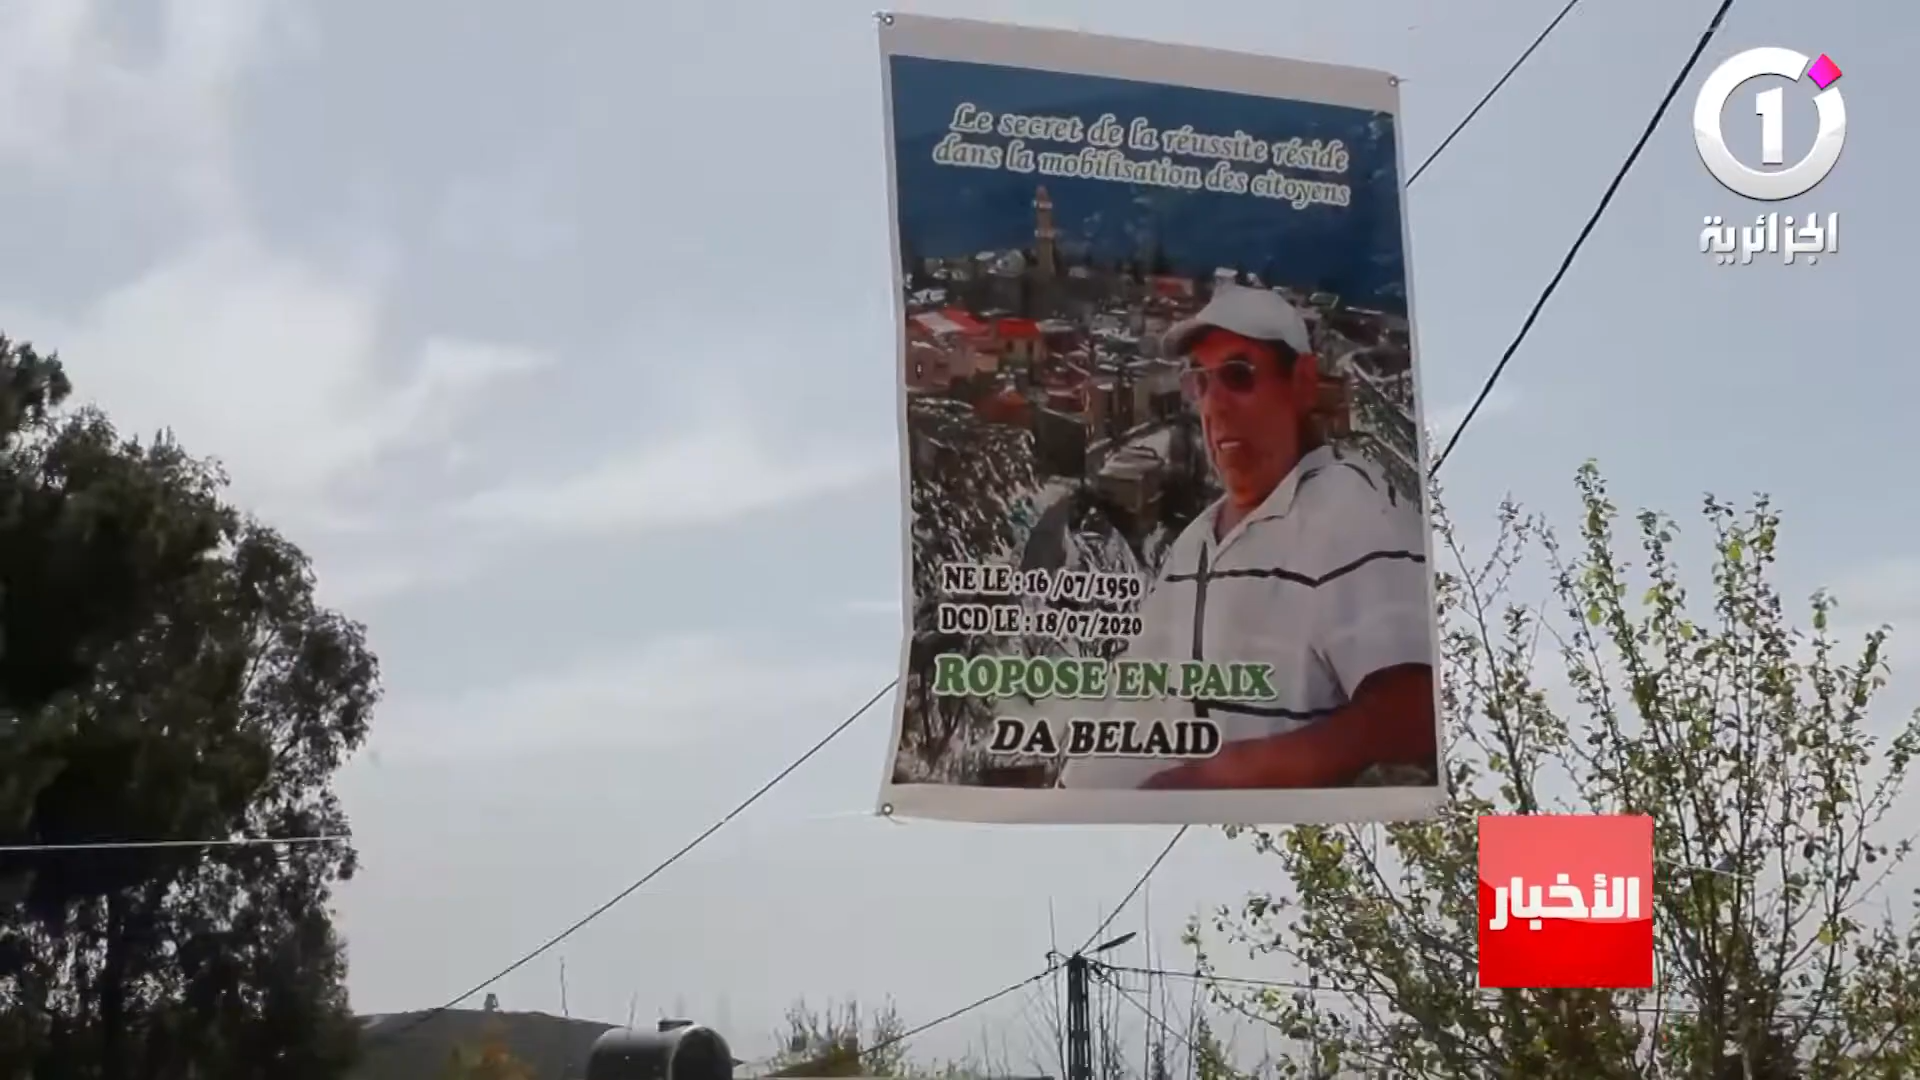 Le secret de la réussite réside
dans la mobilisation des citoyens
NE LE : 16 /07/1950
DCD LE : 18/07/2020
ROPOSE EN PAIX
DA BELAID
1
الجزائرية
الأخبار